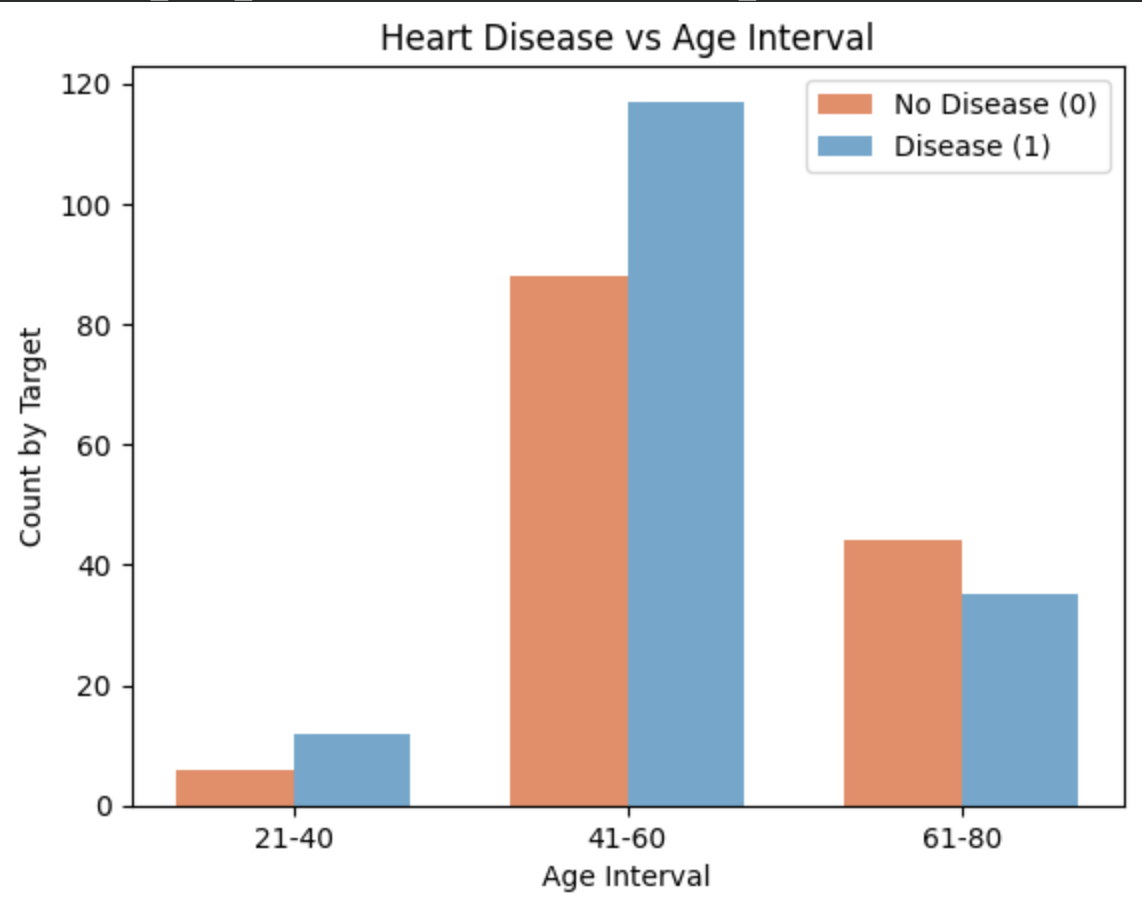 Heart Disease vs Age Interval
No Disease (0)
Disease (1)
120
100
80
60
40
20
0
Count by Target
21-40
41-60
61-80
Age Interval